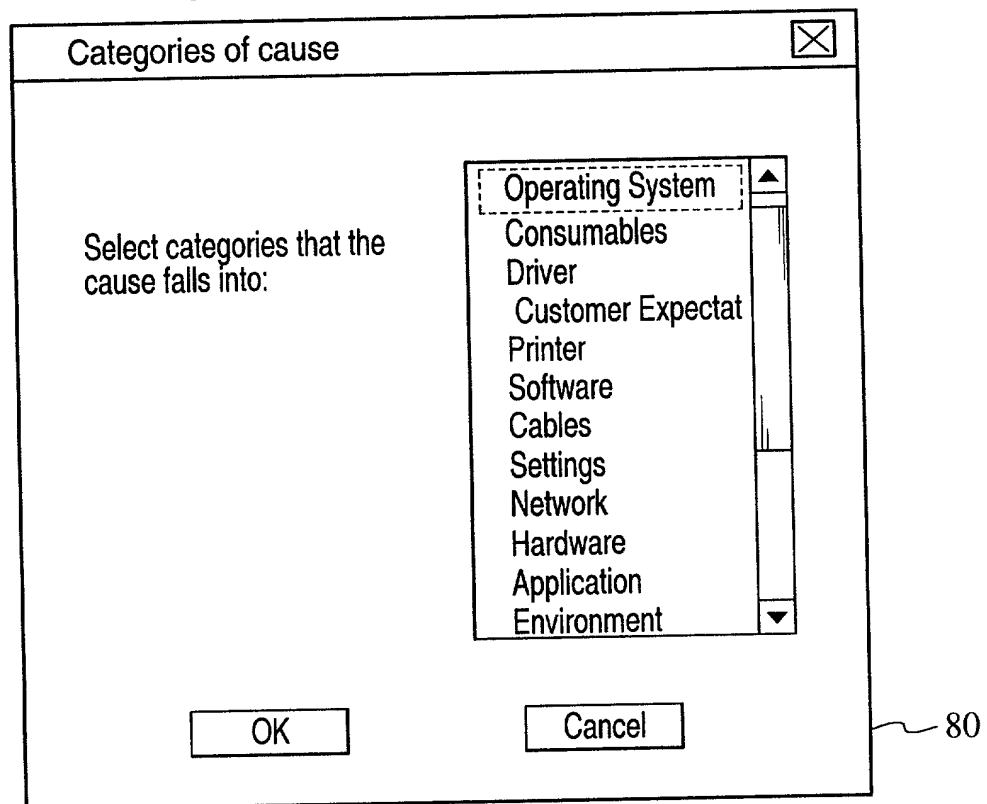 Categories of cause
Select categories that the
cause falls into:
Operating System
Consumables
Driver
Customer Expectat
Printer
Software
Cables
Settings
Network
Hardware
Application
Environment
OK
Cancel
80